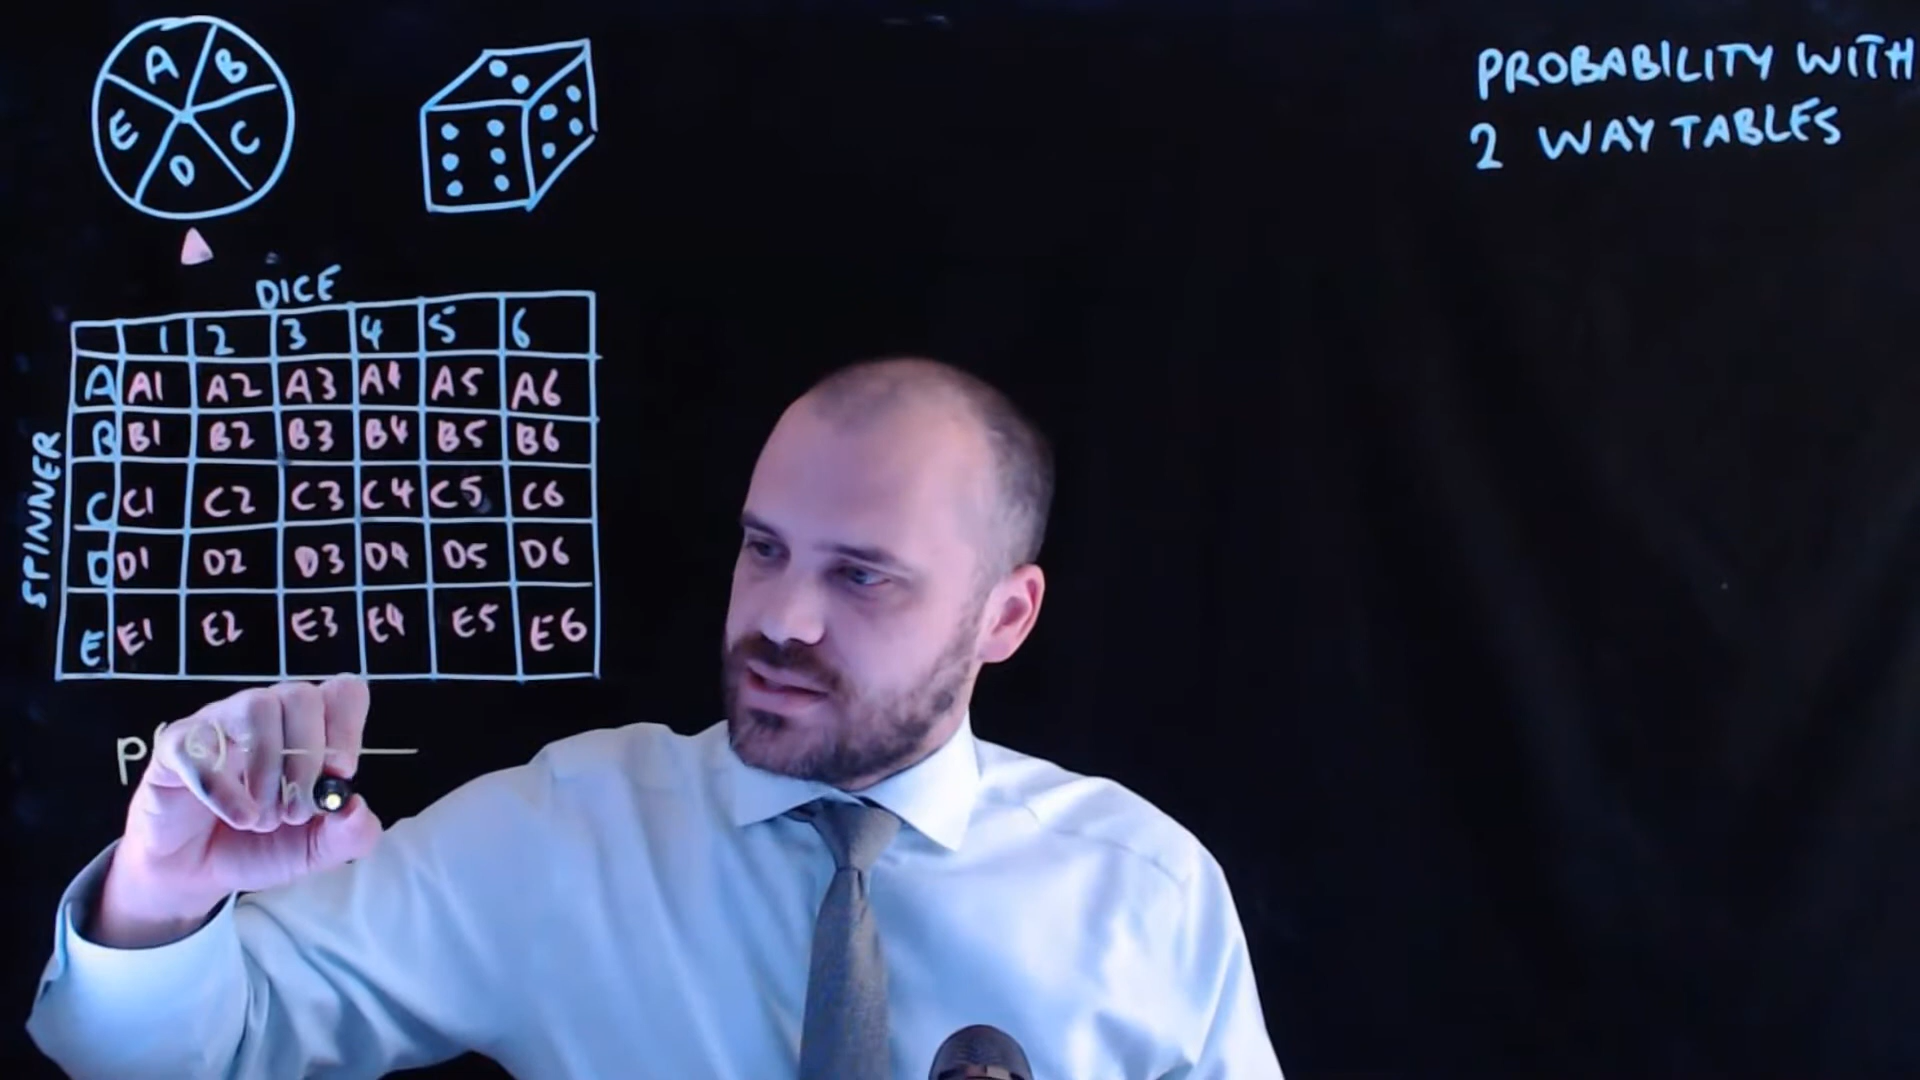 A B
E C
D
PROBABILITY WITH
2 WAY TABLES
DICE
1 2 3 4 5 6
A A1 A2 A3 A4 A5 A6
B B1 B2 B3 B4 B5 B6
C C1 C2 C3 C4 C5 C6
D D1 D2 D3 D4 D5 D6
E E1 E2 E3 E4 E5 E6
SPINNER
P( 6) =
n